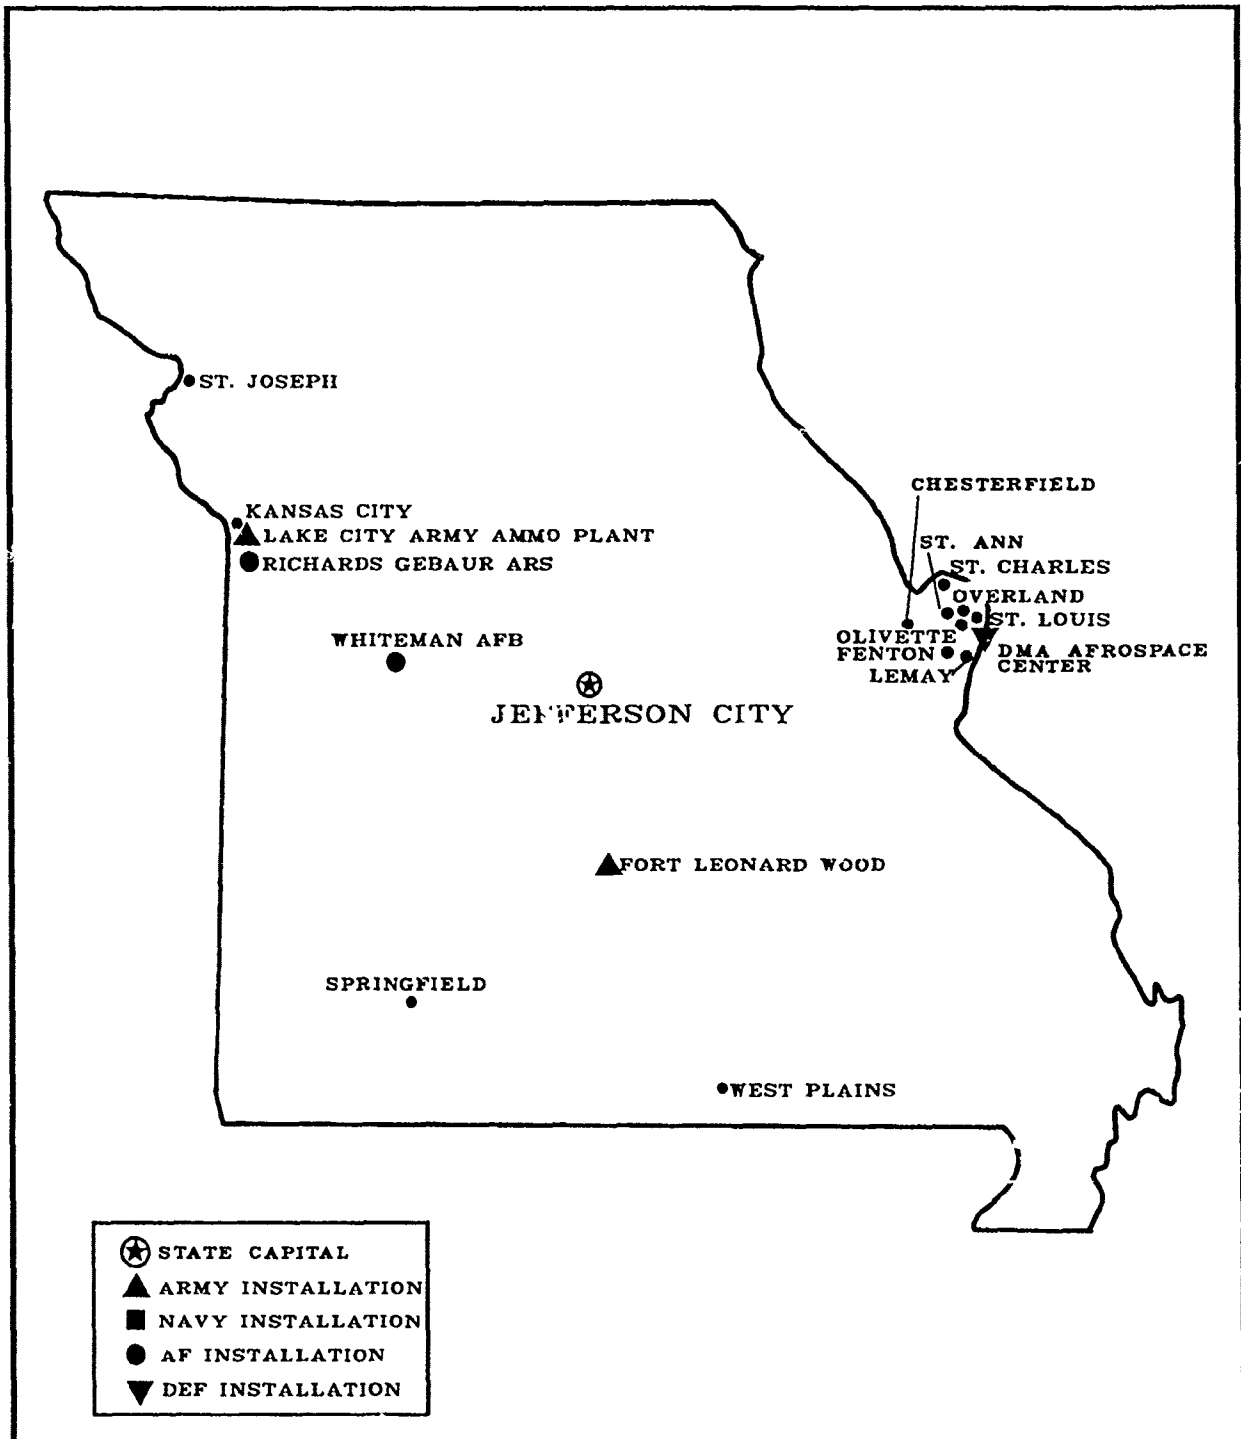 ST. JOSEPH
CHESTERFIELD
KANSAS CITY
LAKE CITY ARMY AMMO PLANT
ST. ANN
RICHARDS GEBAUR ARS
ST. CHARLES
OVERLAND
ST. LOUIS
WHITEMAN AFB
OLIVETTE
FENTON
DMA AFROSPACE
CENTER
LEMAY
JEFFERSON CITY
FORT LEONARD WOOD
SPRINGFIELD
WEST PLAINS
STATE CAPITAL
ARMY INSTALLATION
NAVY INSTALLATION
AF INSTALLATION
DEF INSTALLATION